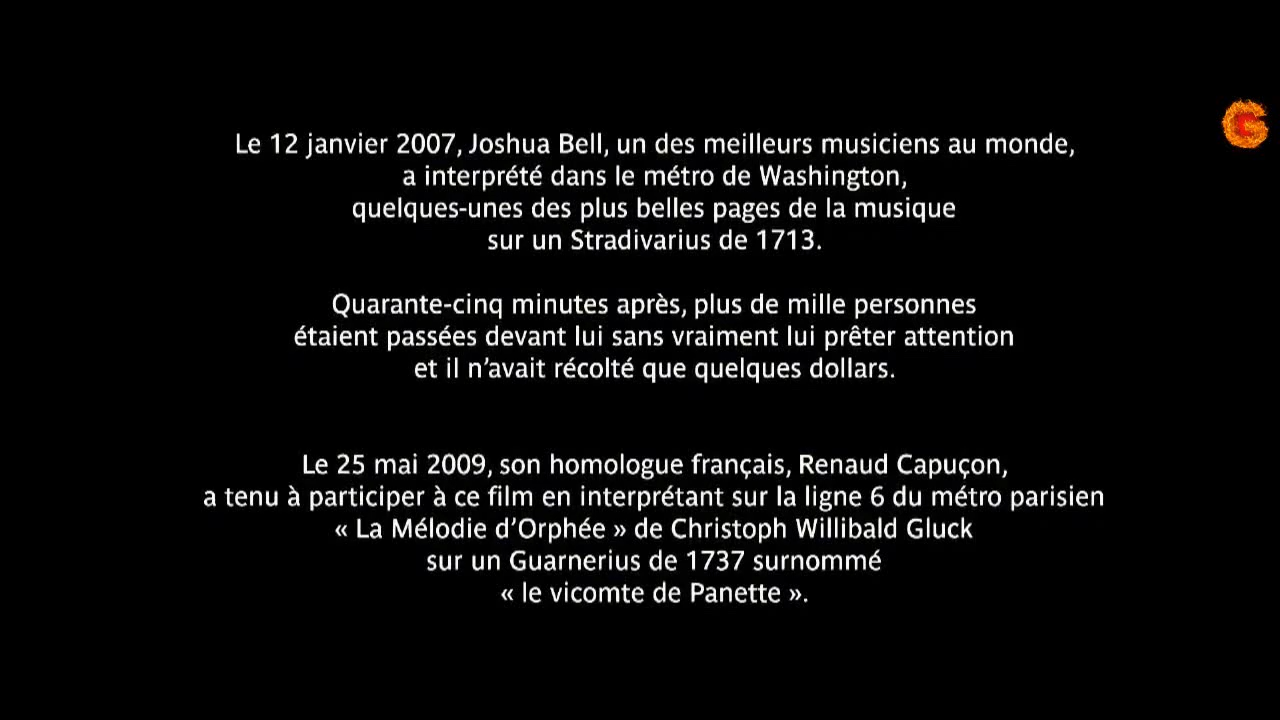 Le 12 janvier 2007, Joshua Bell, un des meilleurs musiciens au monde,
a interprété dans le métro de Washington,
quelques-unes des plus belles pages de la musique
sur un Stradivarius de 1713.
Quarante-cinq minutes après, plus de mille personnes
étaient passées devant lui sans vraiment lui prêter attention
et il n’avait récolté que quelques dollars.
Le 25 mai 2009, son homologue français, Renaud Capuçon,
a tenu à participer à ce film en interprétant sur la ligne 6 du métro parisien
« La Mélodie d’Orphée » de Christoph Willibald Gluck
sur un Guarnerius de 1737 surnommé
« le vicomte de Panette ».
G